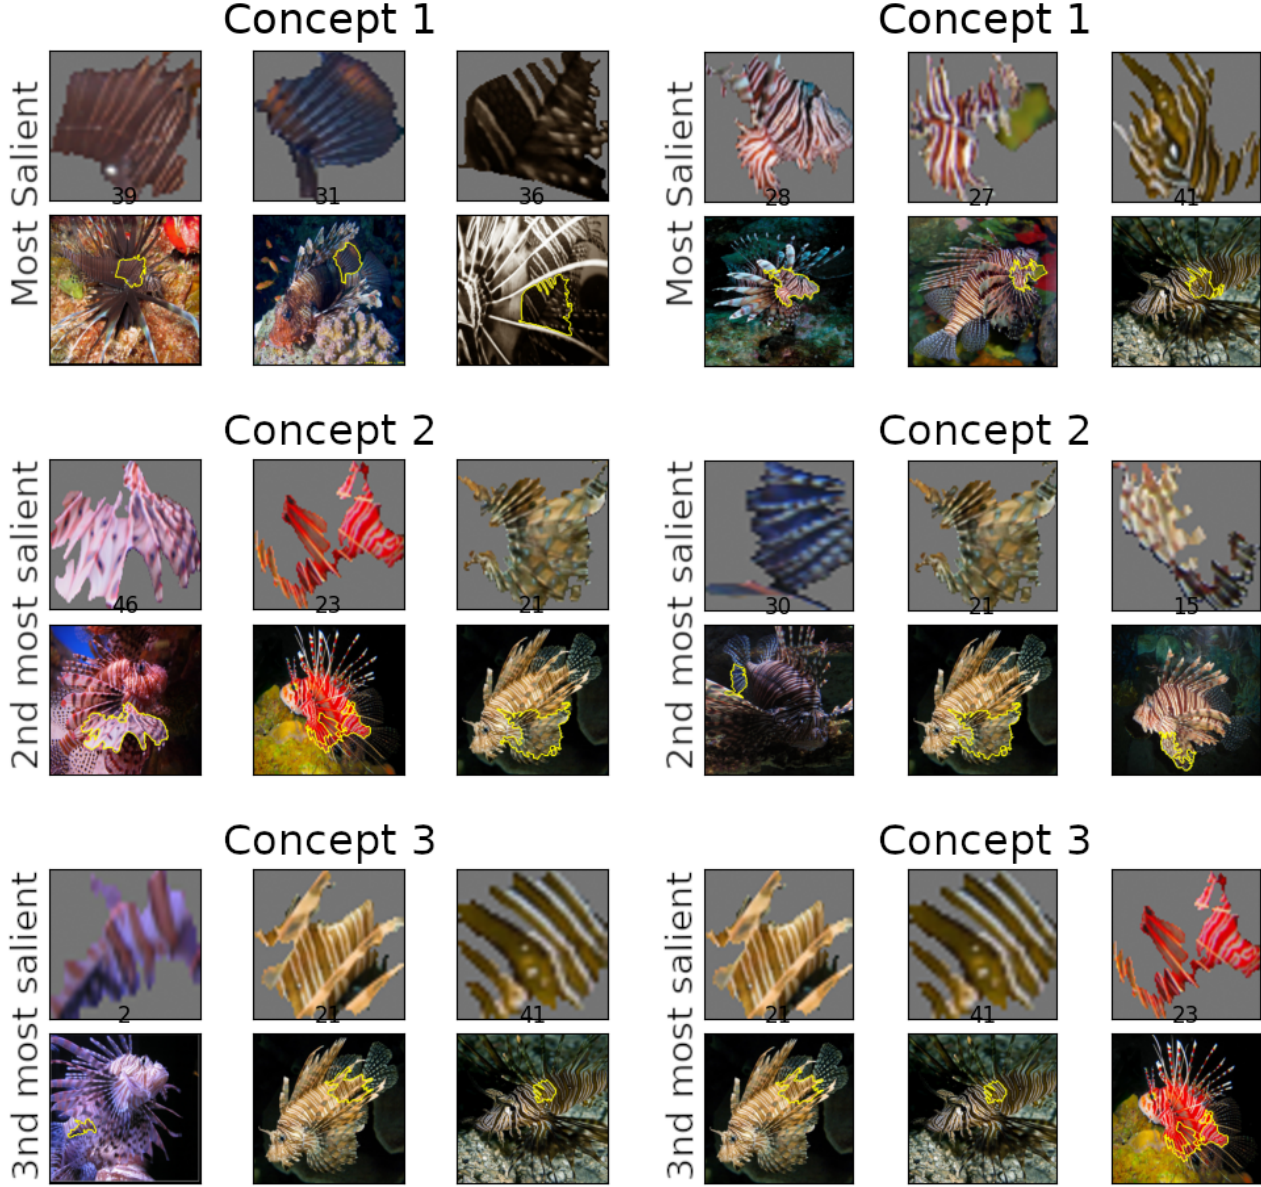 Concept 1
Most Salient
39 31 36
Concept 1
Most Salient
28 27 41
Concept 2
2nd most salient
46 23 21
Concept 2
2nd most salient
30 21 15
Concept 3
3nd most salient
2 21 41
Concept 3
3nd most salient
21 41 23